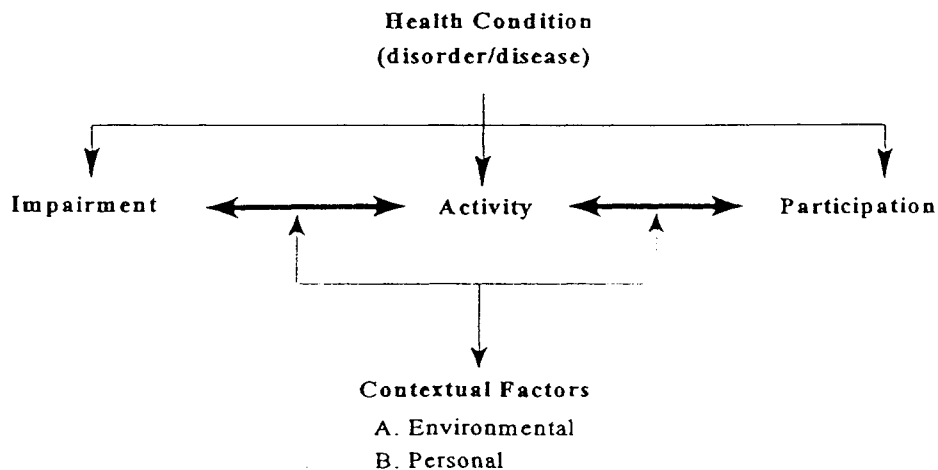 Health Condition
(disorder/disease)
Impairment
Activity
Participation
Contextual Factors
A. Environmental
B. Personal